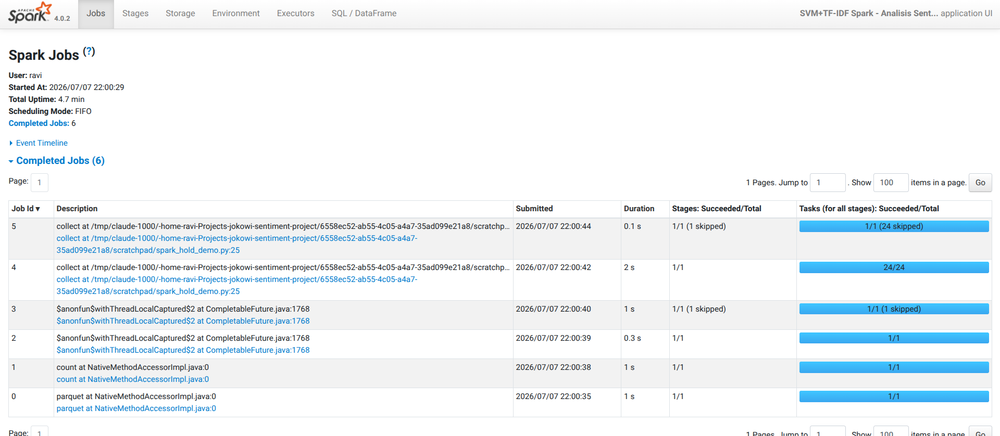 APACHE Spark 4.0.2 Jobs Stages Storage Environment Executors SQL / DataFrame SVM+TF-IDF Spark - Analisis Sent... application UI
Spark Jobs (?)
User: ravi
Started At: 2026/07/07 22:00:29
Total Uptime: 4.7 min
Scheduling Mode: FIFO
Completed Jobs: 6
Event Timeline
Completed Jobs (6)
Page: 1 1 Pages. Jump to 1 . Show 100 items in a page. Go
Job Id ▾ Description Submitted Duration Stages: Succeeded/Total Tasks (for all stages): Succeeded/Total
5 collect at /tmp/claude-1000/-home-ravi-Projects-jokowi-sentiment-project/6558ec52-ab55-4c05-a4a7-35ad099e21a8/scratchp... 2026/07/07 22:00:44 0.1 s 1/1 (1 skipped) 1/1 (24 skipped)
collect at /tmp/claude-1000/-home-ravi-Projects-jokowi-sentiment-project/6558ec52-ab55-4c05-a4a7-
35ad099e21a8/scratchpad/spark_hold_demo.py:25
4 collect at /tmp/claude-1000/-home-ravi-Projects-jokowi-sentiment-project/6558ec52-ab55-4c05-a4a7-35ad099e21a8/scratchp... 2026/07/07 22:00:42 2 s 1/1 24/24
collect at /tmp/claude-1000/-home-ravi-Projects-jokowi-sentiment-project/6558ec52-ab55-4c05-a4a7-
35ad099e21a8/scratchpad/spark_hold_demo.py:25
3 $anonfun$withThreadLocalCaptured$2 at CompletableFuture.java:1768 2026/07/07 22:00:40 1 s 1/1 (1 skipped) 1/1 (1 skipped)
$anonfun$withThreadLocalCaptured$2 at CompletableFuture.java:1768
2 $anonfun$withThreadLocalCaptured$2 at CompletableFuture.java:1768 2026/07/07 22:00:39 0.3 s 1/1 1/1
$anonfun$withThreadLocalCaptured$2 at CompletableFuture.java:1768
1 count at NativeMethodAccessorImpl.java:0 2026/07/07 22:00:38 1 s 1/1 1/1
count at NativeMethodAccessorImpl.java:0
0 parquet at NativeMethodAccessorImpl.java:0 2026/07/07 22:00:35 1 s 1/1 1/1
parquet at NativeMethodAccessorImpl.java:0
Page: 1 1 Pages. Jump to 1 . Show 100 items in a page. Go